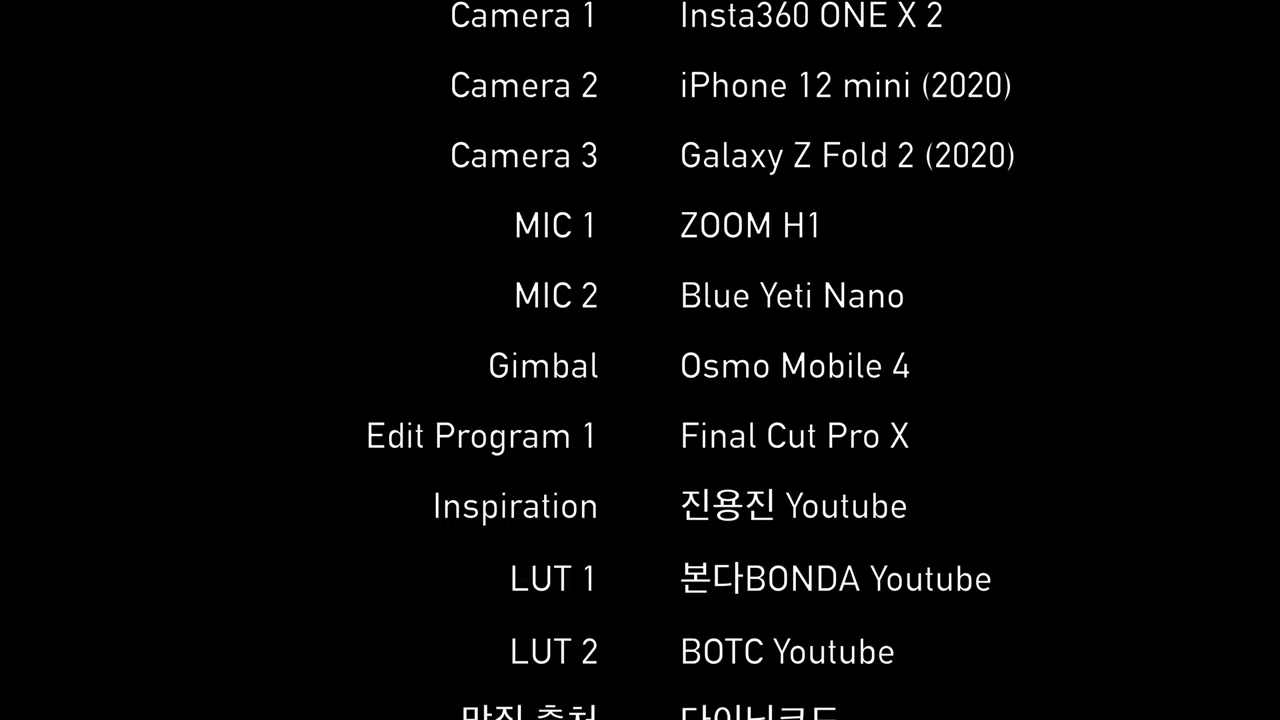 Camera 1 Insta360 ONE X 2
Camera 2 iPhone 12 mini (2020)
Camera 3 Galaxy Z Fold 2 (2020)
MIC 1 ZOOM H1
MIC 2 Blue Yeti Nano
Gimbal Osmo Mobile 4
Edit Program 1 Final Cut Pro X
Inspiration 진용진 Youtube
LUT 1 본다BONDA Youtube
LUT 2 BOTC Youtube